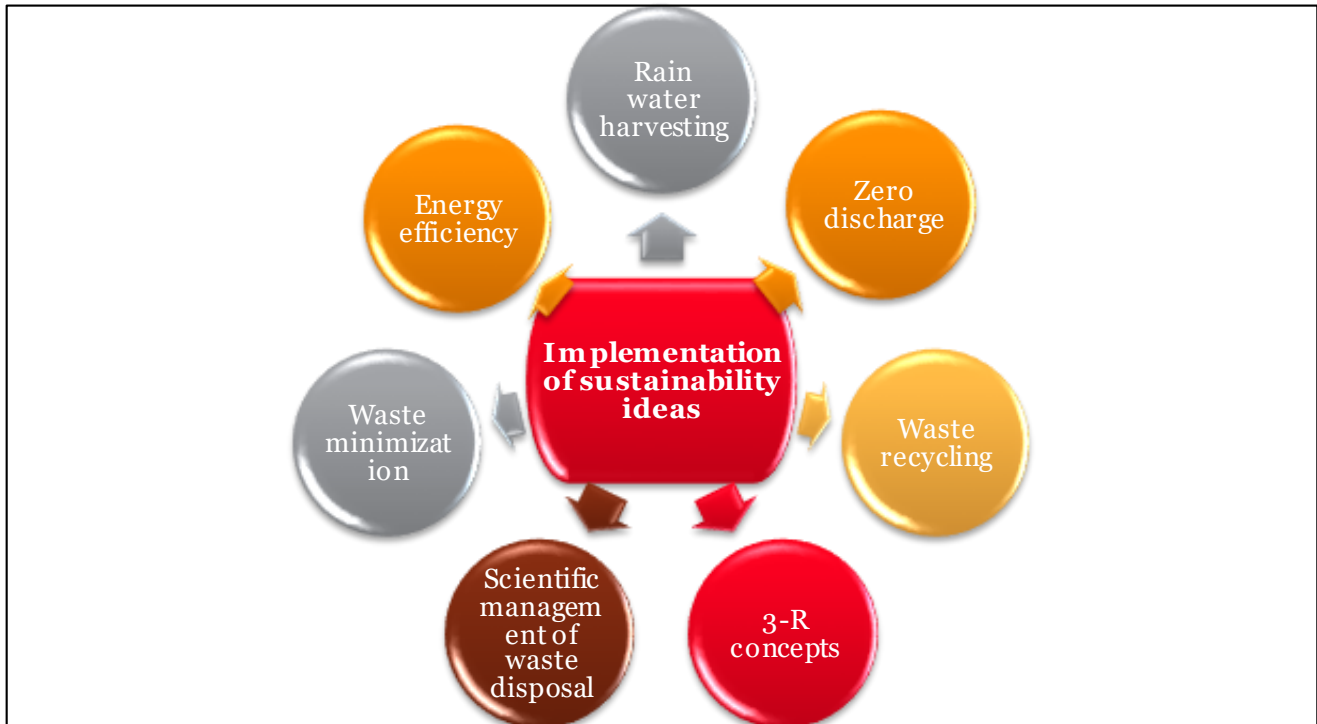 Rain
water
harvesting
Energy
efficiency
Zero
discharge
Implementation
of sustainability
ideas
Waste
minimizat
ion
Waste
recycling
Scientific
managem
ent of
waste
disposal
3-R
concepts